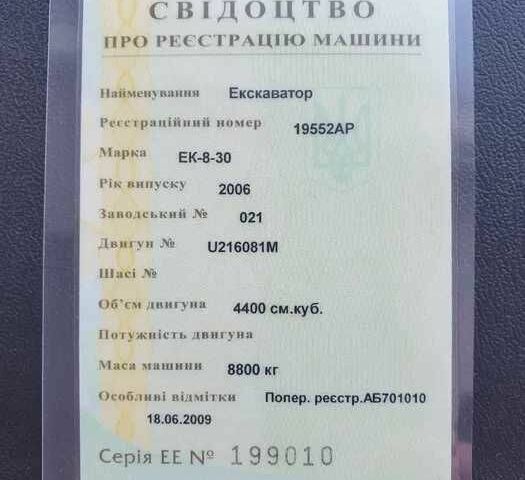 СВІДОЦТВО
ПРО РЕЄСТРАЦІЮ МАШИНИ
Найменування Екскаватор
Реєстраційний номер 19552АР
Марка ЕК-8-30
Рік випуску 2006
Заводський № 021
Двигун № U216081M
Шасі №
Об'єм двигуна 4400 см.куб.
Потужність двигуна
Маса машини 8800 кг
Особливі відмітки Попер. реєстр.АБ701010
18.06.2009
Серія ЕЕ № 199010